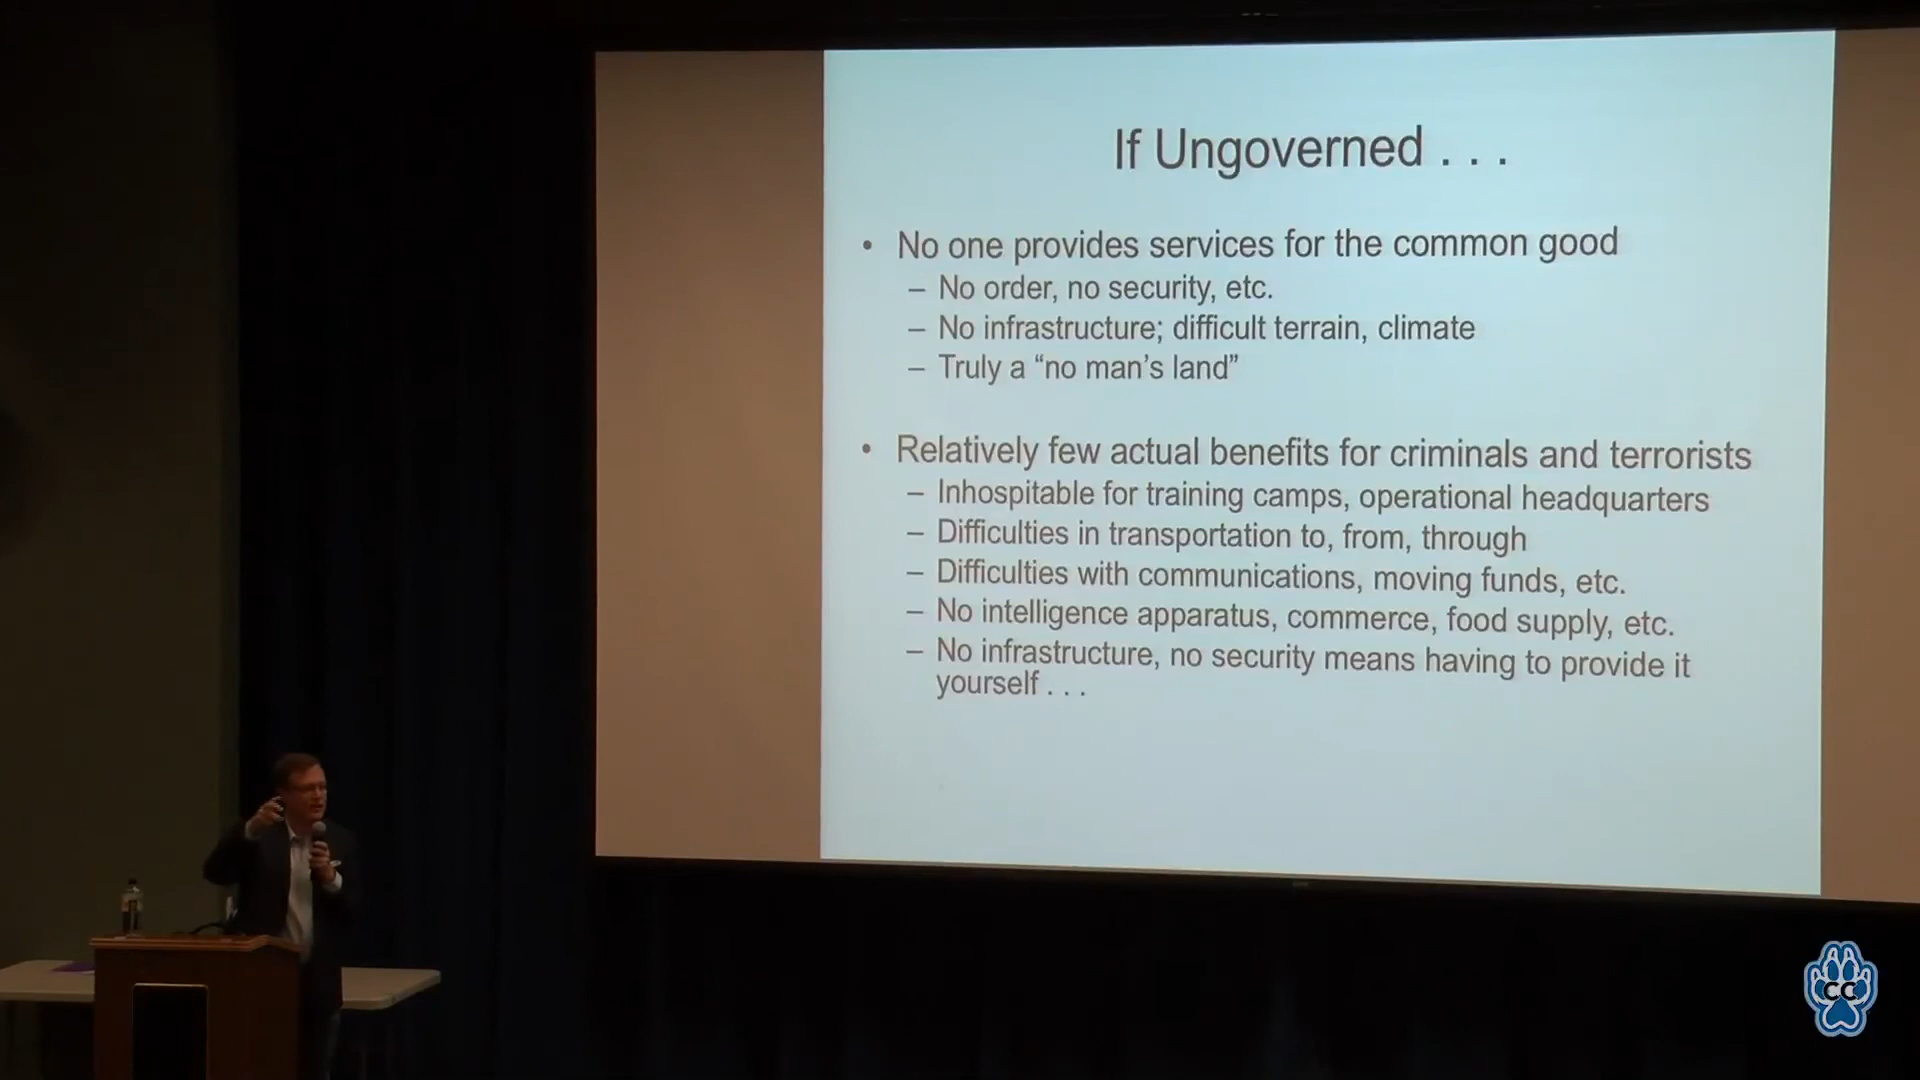 If Ungoverned . . .
• No one provides services for the common good
– No order, no security, etc.
– No infrastructure; difficult terrain, climate
– Truly a “no man’s land”
• Relatively few actual benefits for criminals and terrorists
– Inhospitable for training camps, operational headquarters
– Difficulties in transportation to, from, through
– Difficulties with communications, moving funds, etc.
– No intelligence apparatus, commerce, food supply, etc.
– No infrastructure, no security means having to provide it
yourself . . .
CC